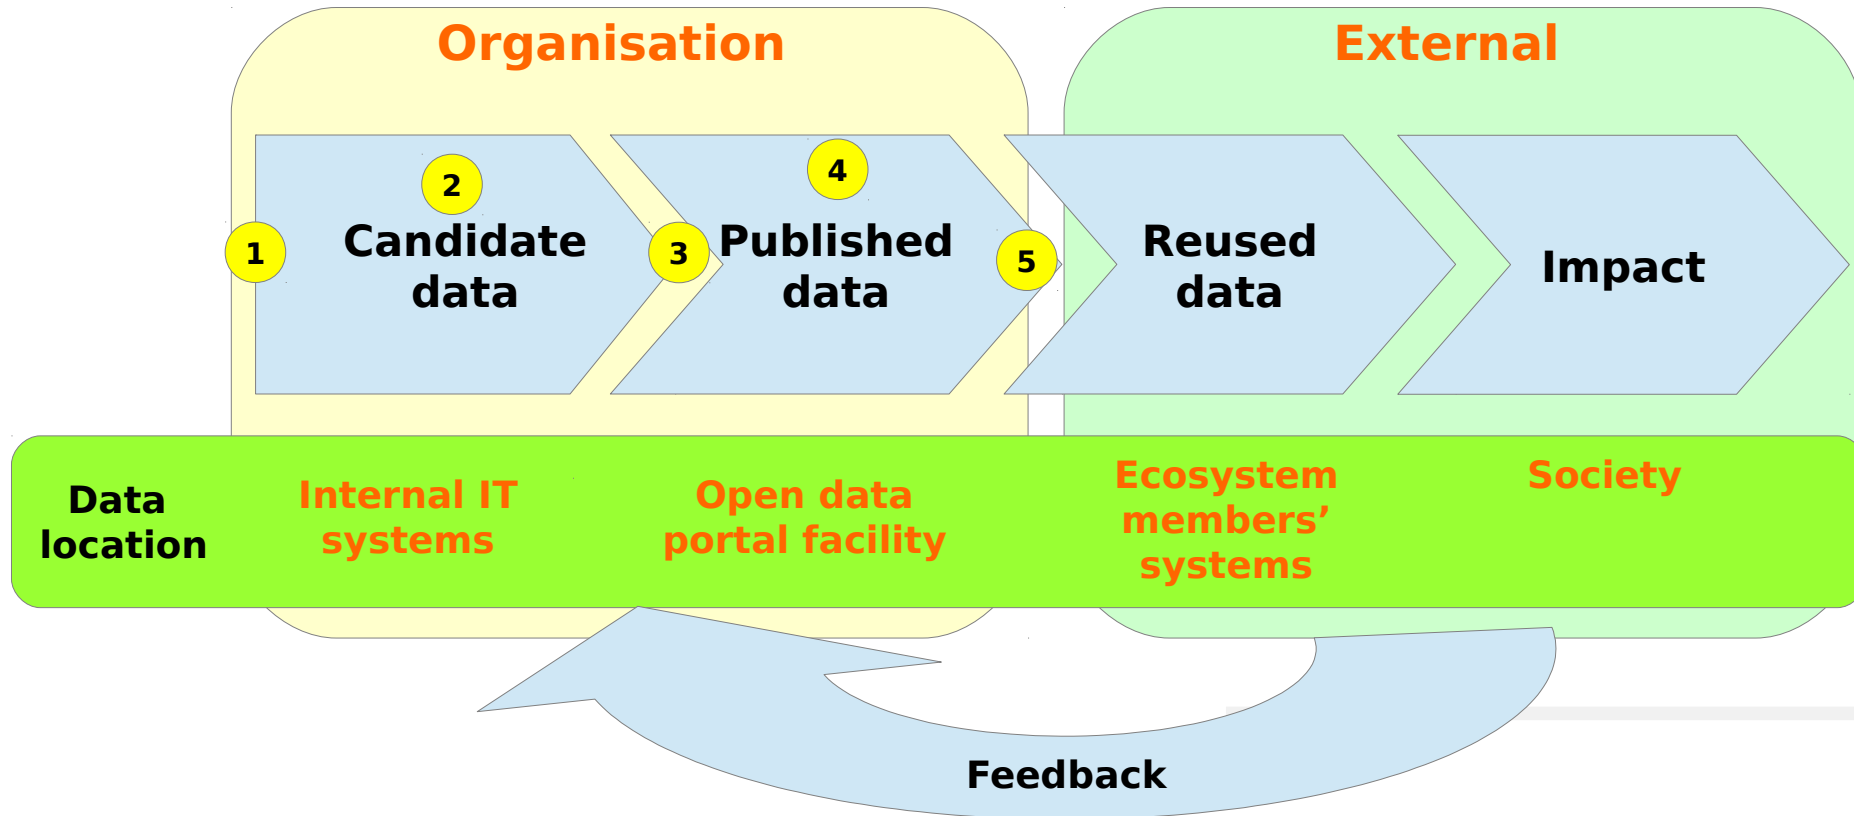 Organisation
External
2
4
1
Candidate
data
3
Published
data
5
Reused
data
Impact
Data
location
Internal IT
systems
Open data
portal facility
Ecosystem
members’
systems
Society
Feedback